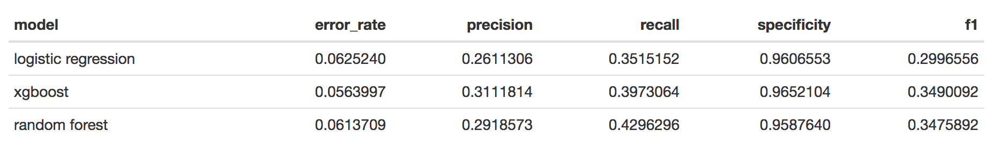 model error_rate precision recall specificity f1
logistic regression 0.0625240 0.2611306 0.3515152 0.9606553 0.2996556
xgboost 0.0563997 0.3111814 0.3973064 0.9652104 0.3490092
random forest 0.0613709 0.2918573 0.4296296 0.9587640 0.3475892